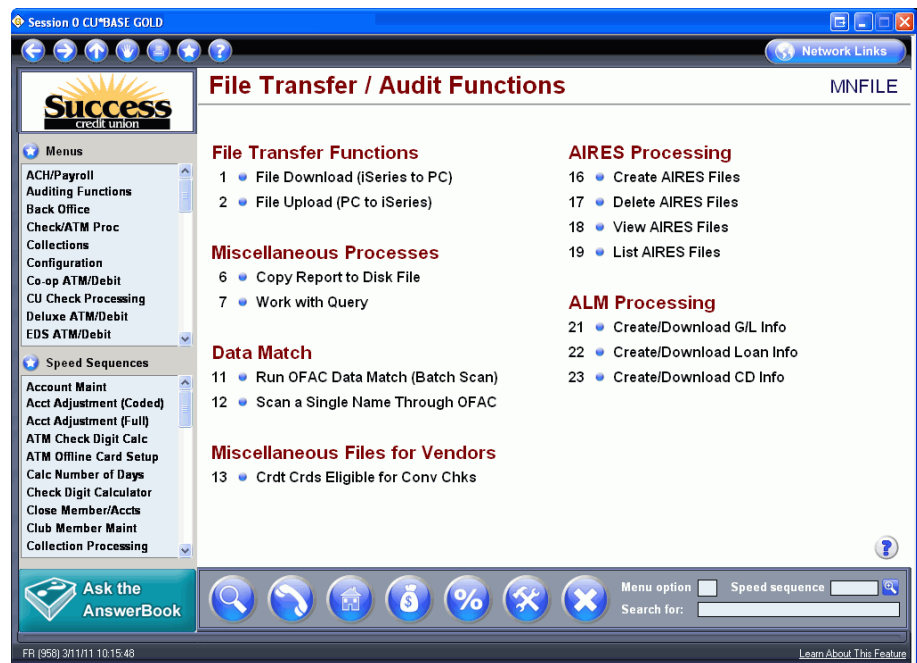 Session 0 CU*BASE GOLD
Network Links
Success
credit union
File Transfer / Audit Functions
MNFILE
Menus
ACH/Payroll
Auditing Functions
Back Office
Check/ATM Proc
Collections
Configuration
Co-op ATM/Debit
CU Check Processing
Deluxe ATM/Debit
EDS ATM/Debit
Speed Sequences
Account Maint
Acct Adjustment (Coded)
Acct Adjustment (Full)
ATM Check Digit Calc
ATM Offline Card Setup
Calc Number of Days
Check Digit Calculator
Close Member/Accts
Club Member Maint
Collection Processing
Ask the
AnswerBook
File Transfer Functions
1 File Download (iSeries to PC)
2 File Upload (PC to iSeries)
Miscellaneous Processes
6 Copy Report to Disk File
7 Work with Query
Data Match
11 Run OFAC Data Match (Batch Scan)
12 Scan a Single Name Through OFAC
Miscellaneous Files for Vendors
13 Crdt Crds Eligible for Conv Chks
AIRES Processing
16 Create AIRES Files
17 Delete AIRES Files
18 View AIRES Files
19 List AIRES Files
ALM Processing
21 Create/Download G/L Info
22 Create/Download Loan Info
23 Create/Download CD Info
Menu option
Speed sequence
Search for:
FR (958) 3/11/11 10:15:48
Learn About This Feature